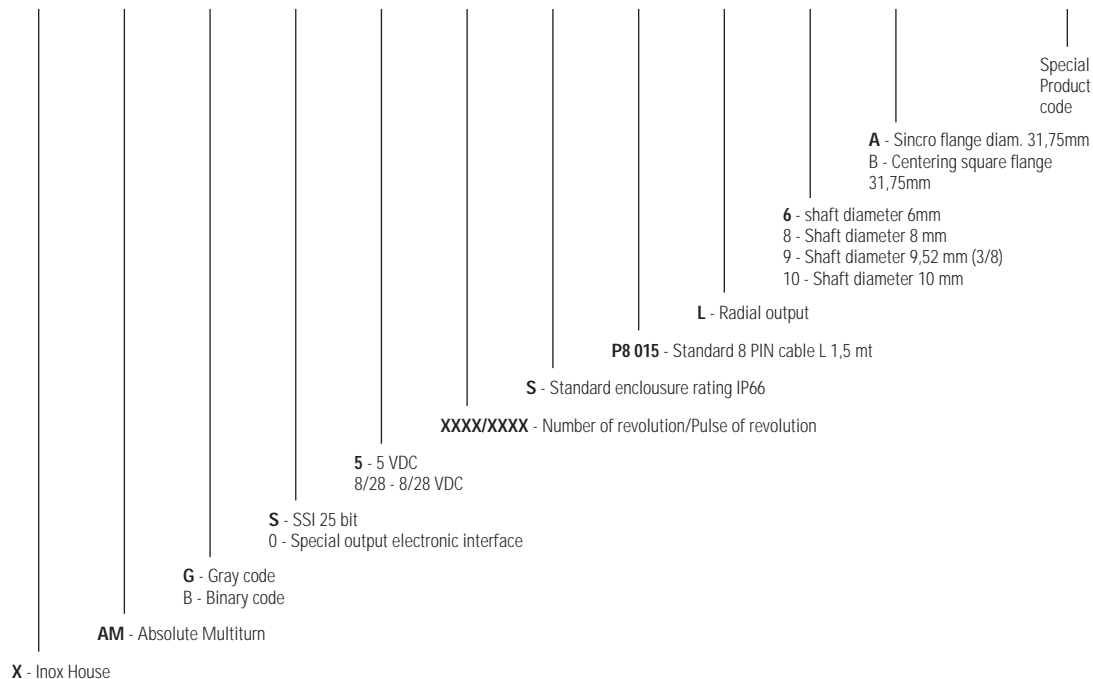 Special
Product
code
A - Sincro flange diam. 31,75mm
B - Centering square flange
31,75mm
6 - shaft diameter 6mm
8 - Shaft diameter 8 mm
9 - Shaft diameter 9,52 mm (3/8)
10 - Shaft diameter 10 mm
L - Radial output
P8 015 - Standard 8 PIN cable L 1,5 mt
S - Standard enclousure rating IP66
XXXX/XXXX - Number of revolution/Pulse of revolution
5 - 5 VDC
8/28 - 8/28 VDC
S - SSI 25 bit
0 - Special output electronic interface
G - Gray code
B - Binary code
AM - Absolute Multiturn
X - Inox House